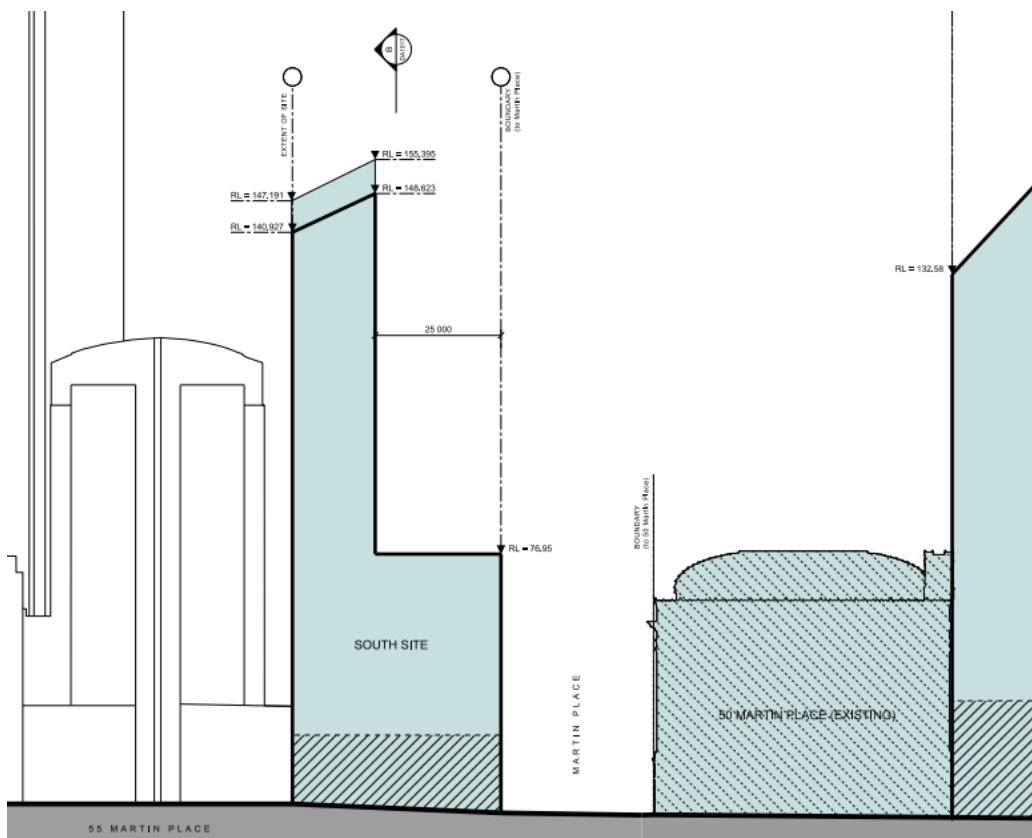 B
EXTENT OF SITE
BOUNDARY
(to Martin Place)
RL = 155.395
RL = 147.191
RL = 148.623
RL = 140.927
RL = 132.58
25 000
BOUNDARY
(to 50 Martin Place)
RL = 76.95
SOUTH SITE
MARTIN PLACE
50 MARTIN PLACE (EXISTING)
55 MARTIN PLACE